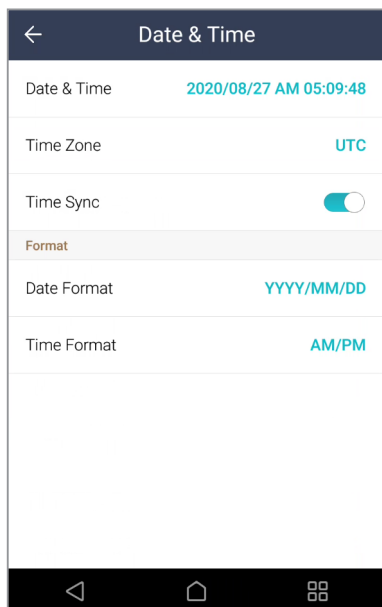 Date & Time
Date & Time 2020/08/27 AM 05:09:48
Time Zone UTC
Time Sync
Format
Date Format YYYY/MM/DD
Time Format AM/PM